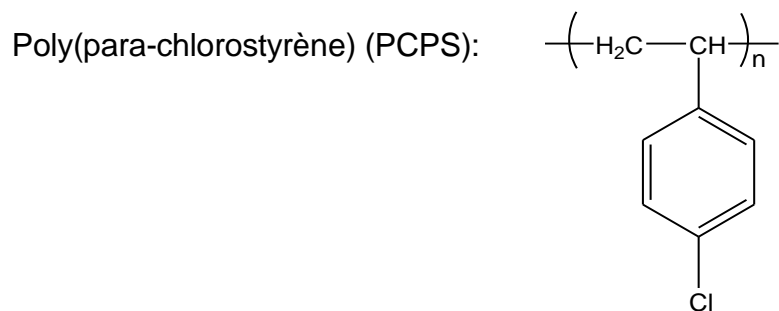 Poly(para-chlorostyrène) (PCPS):
H₂C CH n
Cl